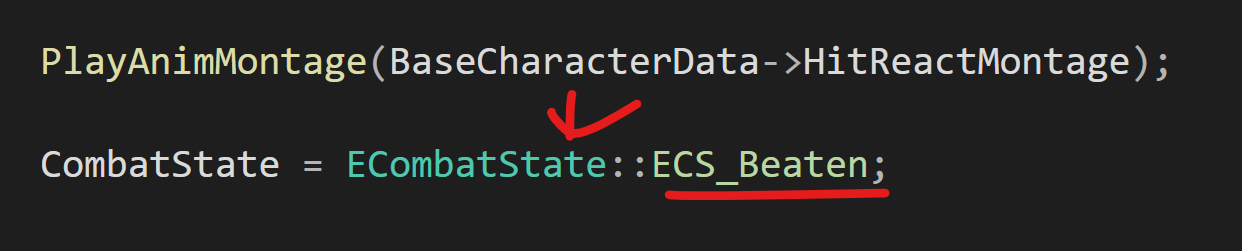 PlayAnimMontage(BaseCharacterData->HitReactMontage);
CombatState = ECombatState::ECS_Beaten;